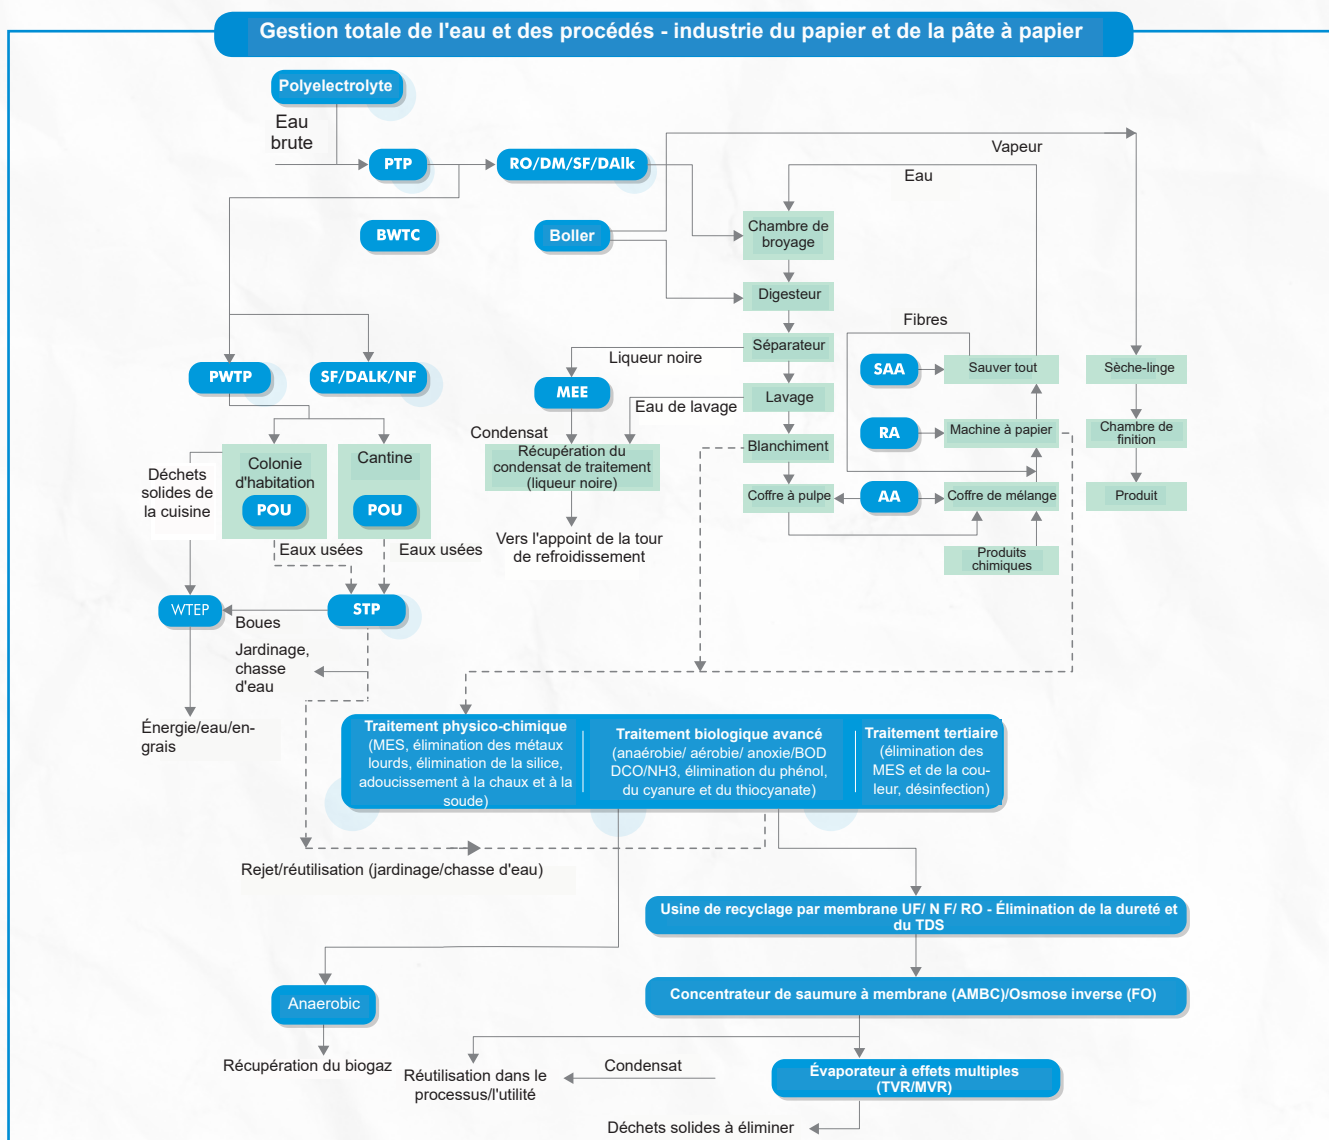 Gestion totale de l'eau et des procédés - industrie du papier et de la pâte à papier
Polyelectrolyte
Eau
brute
PTP
RO/DM/SF/DAlk
Vapeur
Eau
BWTC
Boller
Chambre de
broyage
Digesteur
Fibres
Séparateur
Liqueur noire
PWTP
SF/DALK/NF
MEE
SAA
Sauver tout
Sèche-linge
Eau de lavage
Lavage
Condensat
RA
Machine à papier
Chambre de
finition
Blanchiment
Récupération du
condensat de traitement
(liqueur noire)
Déchets
solides de
la cuisine
Colonie
d'habitation
POU
Cantine
POU
Coffre à pulpe
AA
Coffre de mélange
Produit
Vers l'appoint de la tour
de refroidissement
Produits
chimiques
Eaux usées
Eaux usées
WTEP
Boues
STP
Jardinage,
chasse
d'eau
Énergie/eau/en-
grais
Traitement physico-chimique
(MES, élimination des métaux
lourds, élimination de la silice,
adoucissement à la chaux et à la
soude)
Traitement biologique avancé
(anaérobie/ aérobie/ anoxie/BOD
DCO/NH3, élimination du phénol,
du cyanure et du thiocyanate)
Traitement tertiaire
(élimination des
MES et de la cou-
leur, désinfection)
Rejet/réutilisation (jardinage/chasse d'eau)
Usine de recyclage par membrane UF/ N F/ RO - Élimination de la dureté et
du TDS
Anaerobic
Concentrateur de saumure à membrane (AMBC)/Osmose inverse (FO)
Récupération du biogaz
Réutilisation dans le
processus/l'utilité
Condensat
Évaporateur à effets multiples
(TVR/MVR)
Déchets solides à éliminer